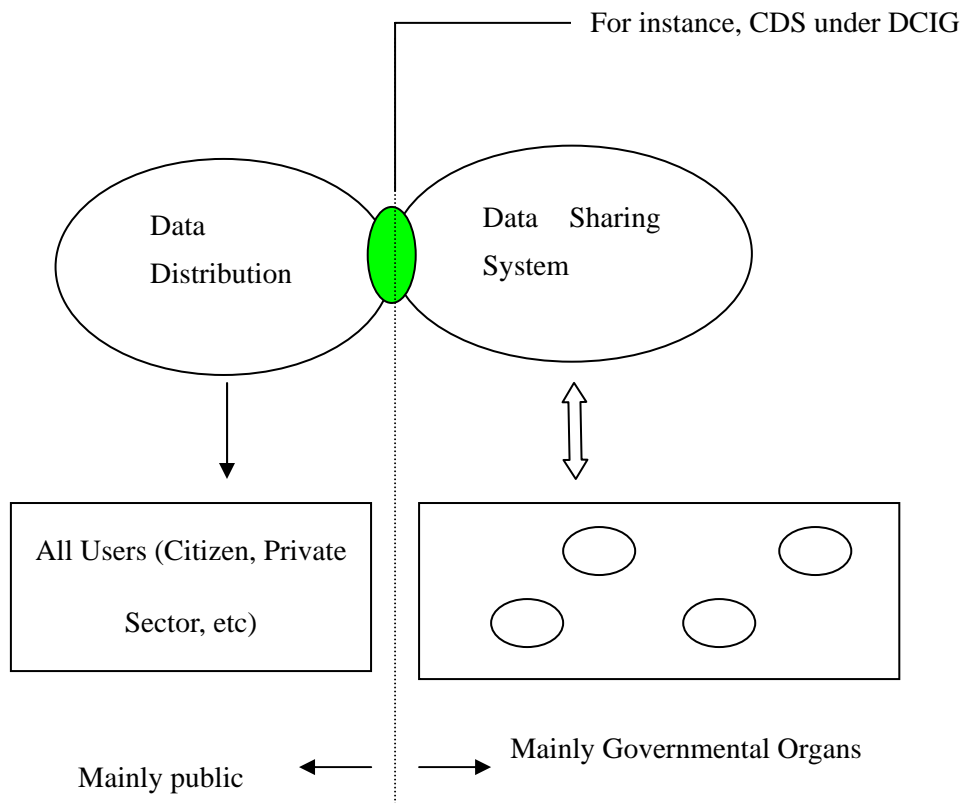 For instance, CDS under DCIG
Data
Distribution
Data Sharing
System
All Users (Citizen, Private
Sector, etc)
Mainly public
Mainly Governmental Organs